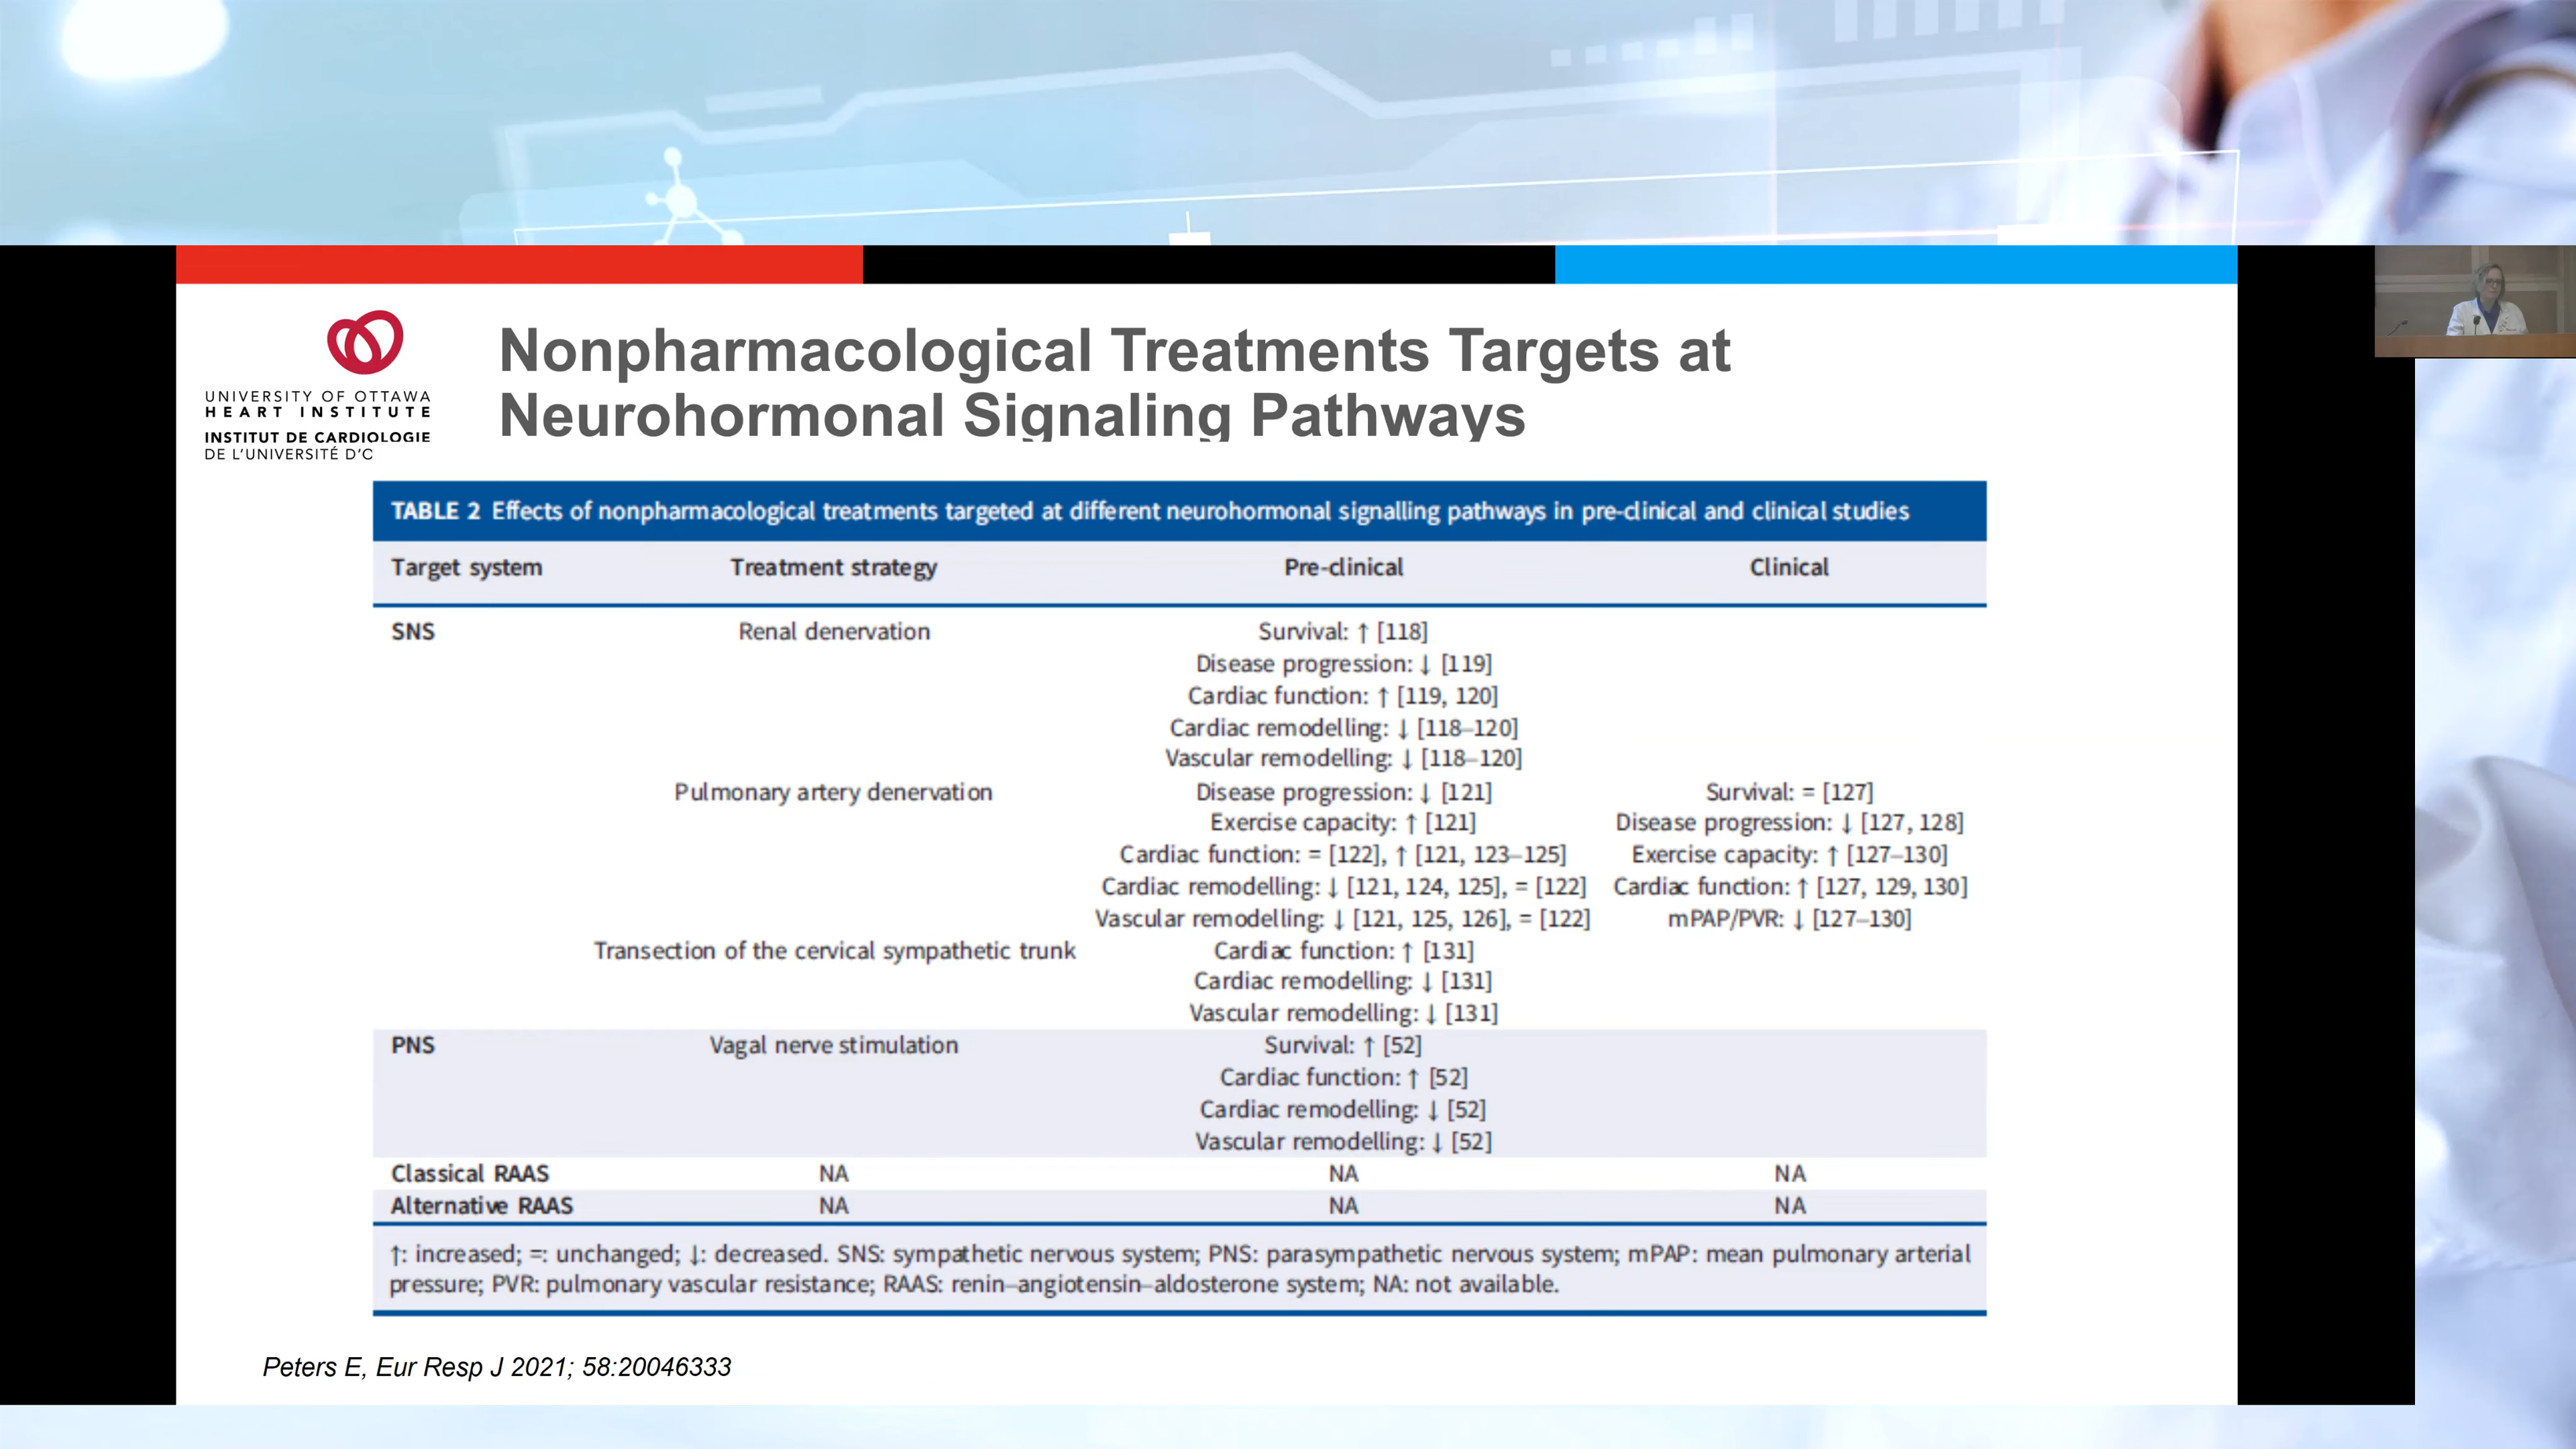 UNIVERSITY OF OTTAWA
HEART INSTITUTE
INSTITUT DE CARDIOLOGIE
DE L'UNIVERSITÉ D'C
Nonpharmacological Treatments Targets at
Neurohormonal Signaling Pathways
TABLE 2 Effects of nonpharmacological treatments targeted at different neurohormonal signalling pathways in pre-clinical and clinical studies
Target system Treatment strategy Pre-clinical Clinical
SNS Renal denervation Survival: ↑ [118]
Disease progression: ↓ [119]
Cardiac function: ↑ [119, 120]
Cardiac remodelling: ↓ [118–120]
Vascular remodelling: ↓ [118–120]
Pulmonary artery denervation Disease progression: ↓ [121] Survival: = [127]
Exercise capacity: ↑ [121] Disease progression: ↓ [127, 128]
Cardiac function: = [122], ↑ [121, 123–125] Exercise capacity: ↑ [127–130]
Cardiac remodelling: ↓ [121, 124, 125], = [122] Cardiac function: ↑ [127, 129, 130]
Vascular remodelling: ↓ [121, 125, 126], = [122] mPAP/PVR: ↓ [127–130]
Transection of the cervical sympathetic trunk Cardiac function: ↑ [131]
Cardiac remodelling: ↓ [131]
Vascular remodelling: ↓ [131]
PNS Vagal nerve stimulation Survival: ↑ [52]
Cardiac function: ↑ [52]
Cardiac remodelling: ↓ [52]
Vascular remodelling: ↓ [52]
Classical RAAS NA NA NA
Alternative RAAS NA NA NA
↑: increased; =: unchanged; ↓: decreased. SNS: sympathetic nervous system; PNS: parasympathetic nervous system; mPAP: mean pulmonary arterial
pressure; PVR: pulmonary vascular resistance; RAAS: renin–angiotensin–aldosterone system; NA: not available.
Peters E, Eur Resp J 2021; 58:20046333